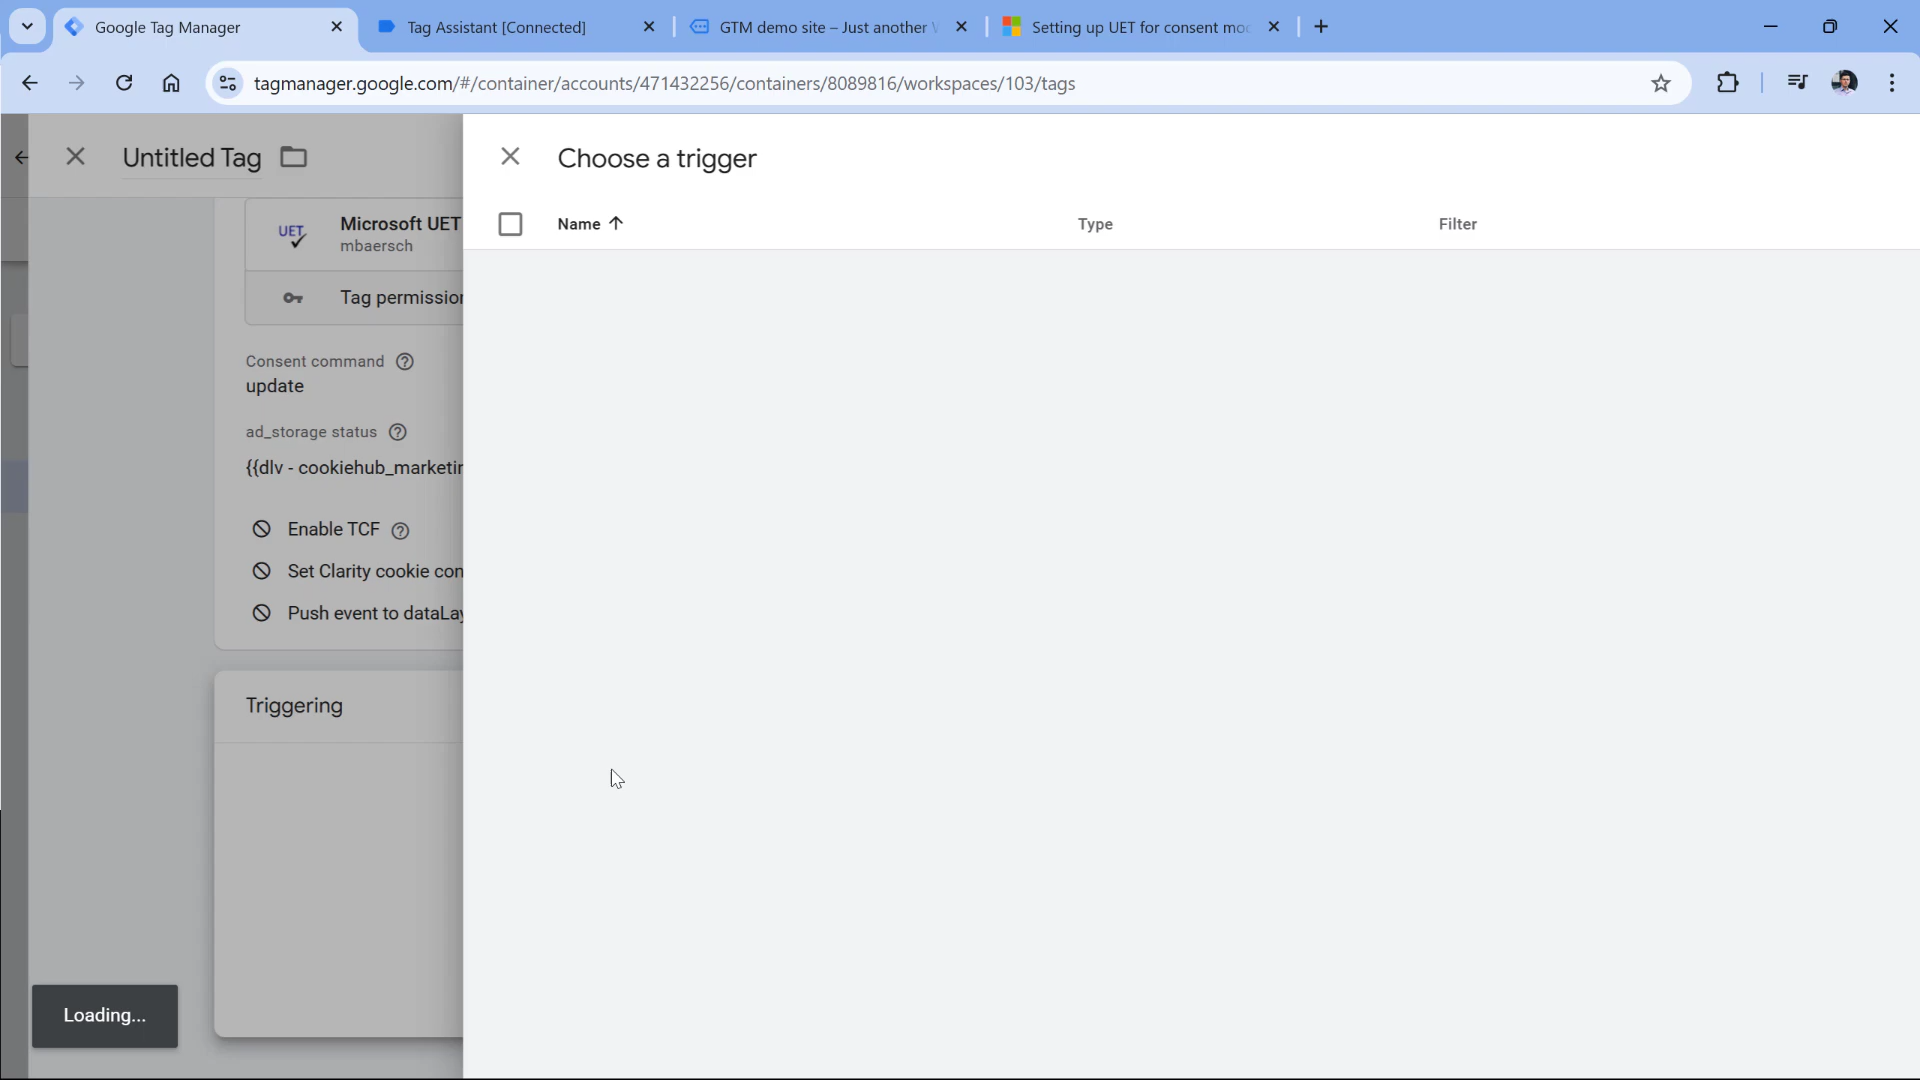 Google Tag Manager
Tag Assistant [Connected]
GTM demo site – Just another
Setting up UET for consent mod
tagmanager.google.com/#/container/accounts/471432256/containers/8089816/workspaces/103/tags
Untitled Tag
Choose a trigger
Name
Type
Filter
UET
Microsoft UET
mbaersch
Tag permission
Consent command
update
ad_storage status
{{dlv - cookiehub_marketin
Enable TCF
Set Clarity cookie con
Push event to dataLay
Triggering
Loading...